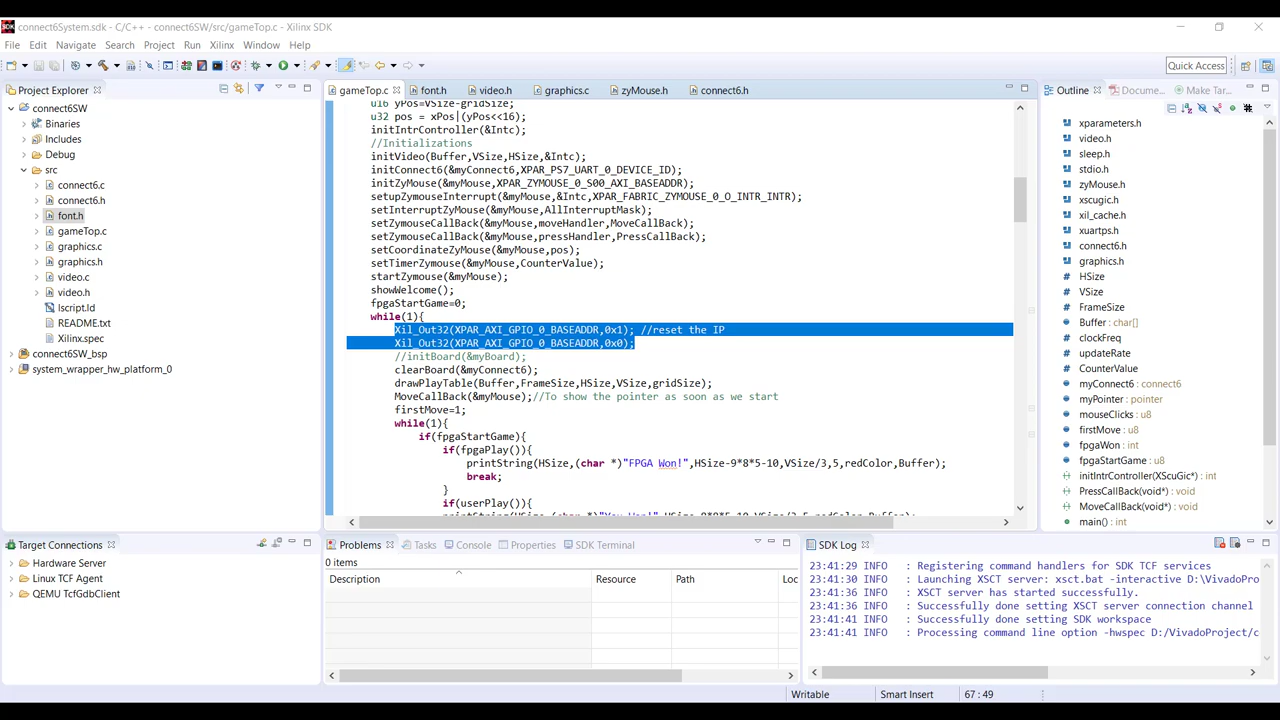 connect6System.sdk - C/C++ - connect6SW/src/gameTop.c - Xilinx SDK
File Edit Navigate Search Project Run Xilinx Window Help
Quick Access
Project Explorer
connect6SW
Binaries
Includes
Debug
src
connect6.c
connect6.h
font.h
gameTop.c
graphics.c
graphics.h
video.c
video.h
lscript.ld
README.txt
Xilinx.spec
connect6SW_bsp
system_wrapper_hw_platform_0
gameTop.c font.h video.h graphics.c zyMouse.h connect6.h
u16 yPos=VSize-gridSize;
u32 pos = xPos|(yPos<<16);
initIntrController(&Intc);
//Initializations
initVideo(Buffer,VSize,HSize,&Intc);
initConnect6(&myConnect6,XPAR_PS7_UART_0_DEVICE_ID);
initZyMouse(&myMouse,XPAR_ZYMOUSE_0_S00_AXI_BASEADDR);
setupZymouseInterrupt(&myMouse,&Intc,XPAR_FABRIC_ZYMOUSE_0_O_INTR_INTR);
setInterruptZyMouse(&myMouse,AllInterruptMask);
setZymouseCallBack(&myMouse,moveHandler,MoveCallBack);
setZymouseCallBack(&myMouse,pressHandler,PressCallBack);
setCoordinateZyMouse(&myMouse,pos);
setTimerZymouse(&myMouse,CounterValue);
startZymouse(&myMouse);
showWelcome();
fpgaStartGame=0;
while(1){
Xil_Out32(XPAR_AXI_GPIO_0_BASEADDR,0x1); //reset the IP
Xil_Out32(XPAR_AXI_GPIO_0_BASEADDR,0x0);
//initBoard(&myBoard);
clearBoard(&myConnect6);
drawPlayTable(Buffer,FrameSize,HSize,VSize,gridSize);
MoveCallBack(&myMouse);//To show the pointer as soon as we start
firstMove=1;
while(1){
if(fpgaStartGame){
if(fpgaPlay()){
printString(HSize,(char *)"FPGA Won!",HSize-9*8*5-10,VSize/3,5,redColor,Buffer);
break;
}
if(userPlay()){
Outline Docume... Make Tar...
xparameters.h
video.h
sleep.h
stdio.h
zyMouse.h
xscugic.h
xil_cache.h
xuartps.h
connect6.h
graphics.h
HSize
VSize
FrameSize
Buffer : char[]
clockFreq
updateRate
CounterValue
myConnect6 : connect6
myPointer : pointer
mouseClicks : u8
firstMove : u8
fpgaWon : int
fpgaStartGame : u8
initIntrController(XScuGic*) : int
PressCallBack(void*) : void
MoveCallBack(void*) : void
main() : int
Target Connections
Hardware Server
Linux TCF Agent
QEMU TcfGdbClient
Problems Tasks Console Properties SDK Terminal
0 items
Description Resource Path Loc
SDK Log
23:41:29 INFO : Registering command handlers for SDK TCF services
23:41:30 INFO : Launching XSCT server: xsct.bat -interactive D:\VivadoPro
23:41:36 INFO : XSCT server has started successfully.
23:41:36 INFO : Successfully done setting XSCT server connection channel
23:41:41 INFO : Successfully done setting SDK workspace
23:41:41 INFO : Processing command line option -hwspec D:/VivadoProject/c
Writable Smart Insert 67 : 49